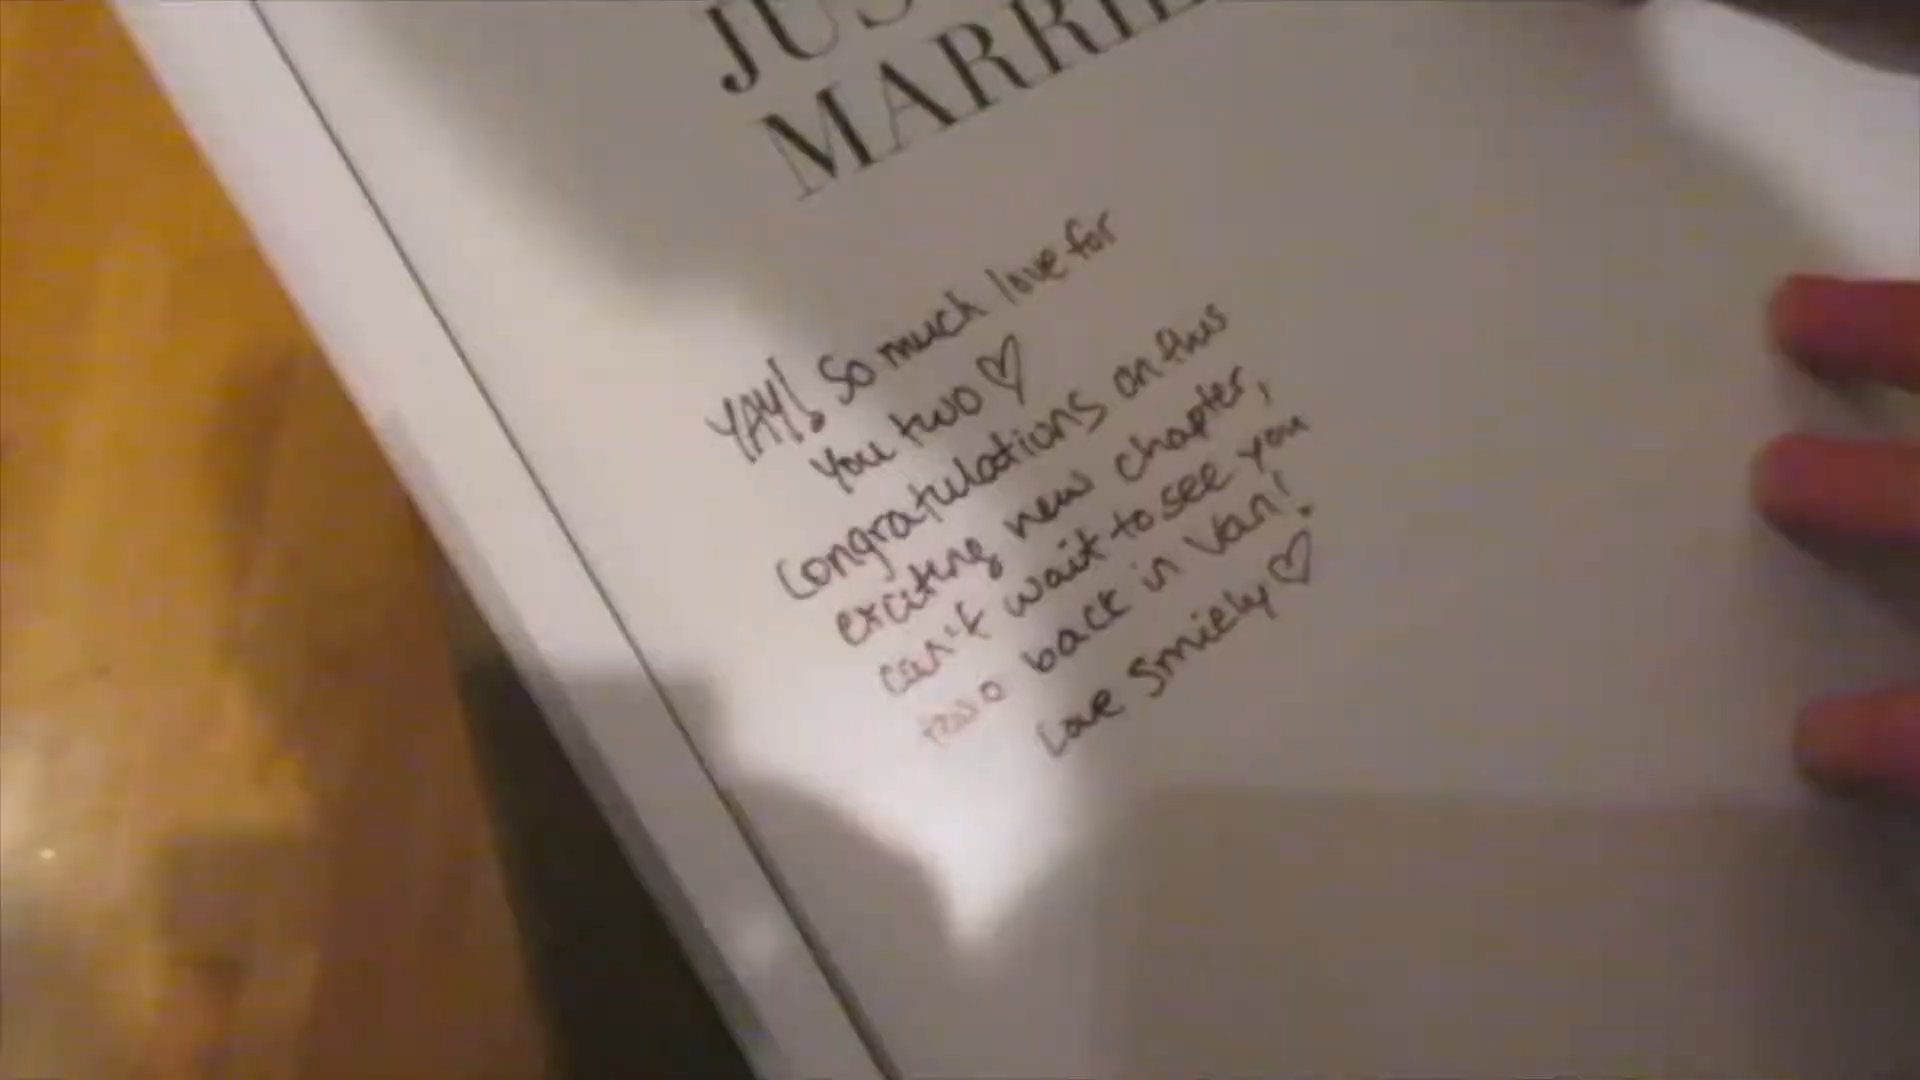 JUS
MARRIE
YAY! So much love for
you two ♡
Congratulations on this
exciting new chapter,
can't wait to see you
two back in Van!
Love Smiely ♡